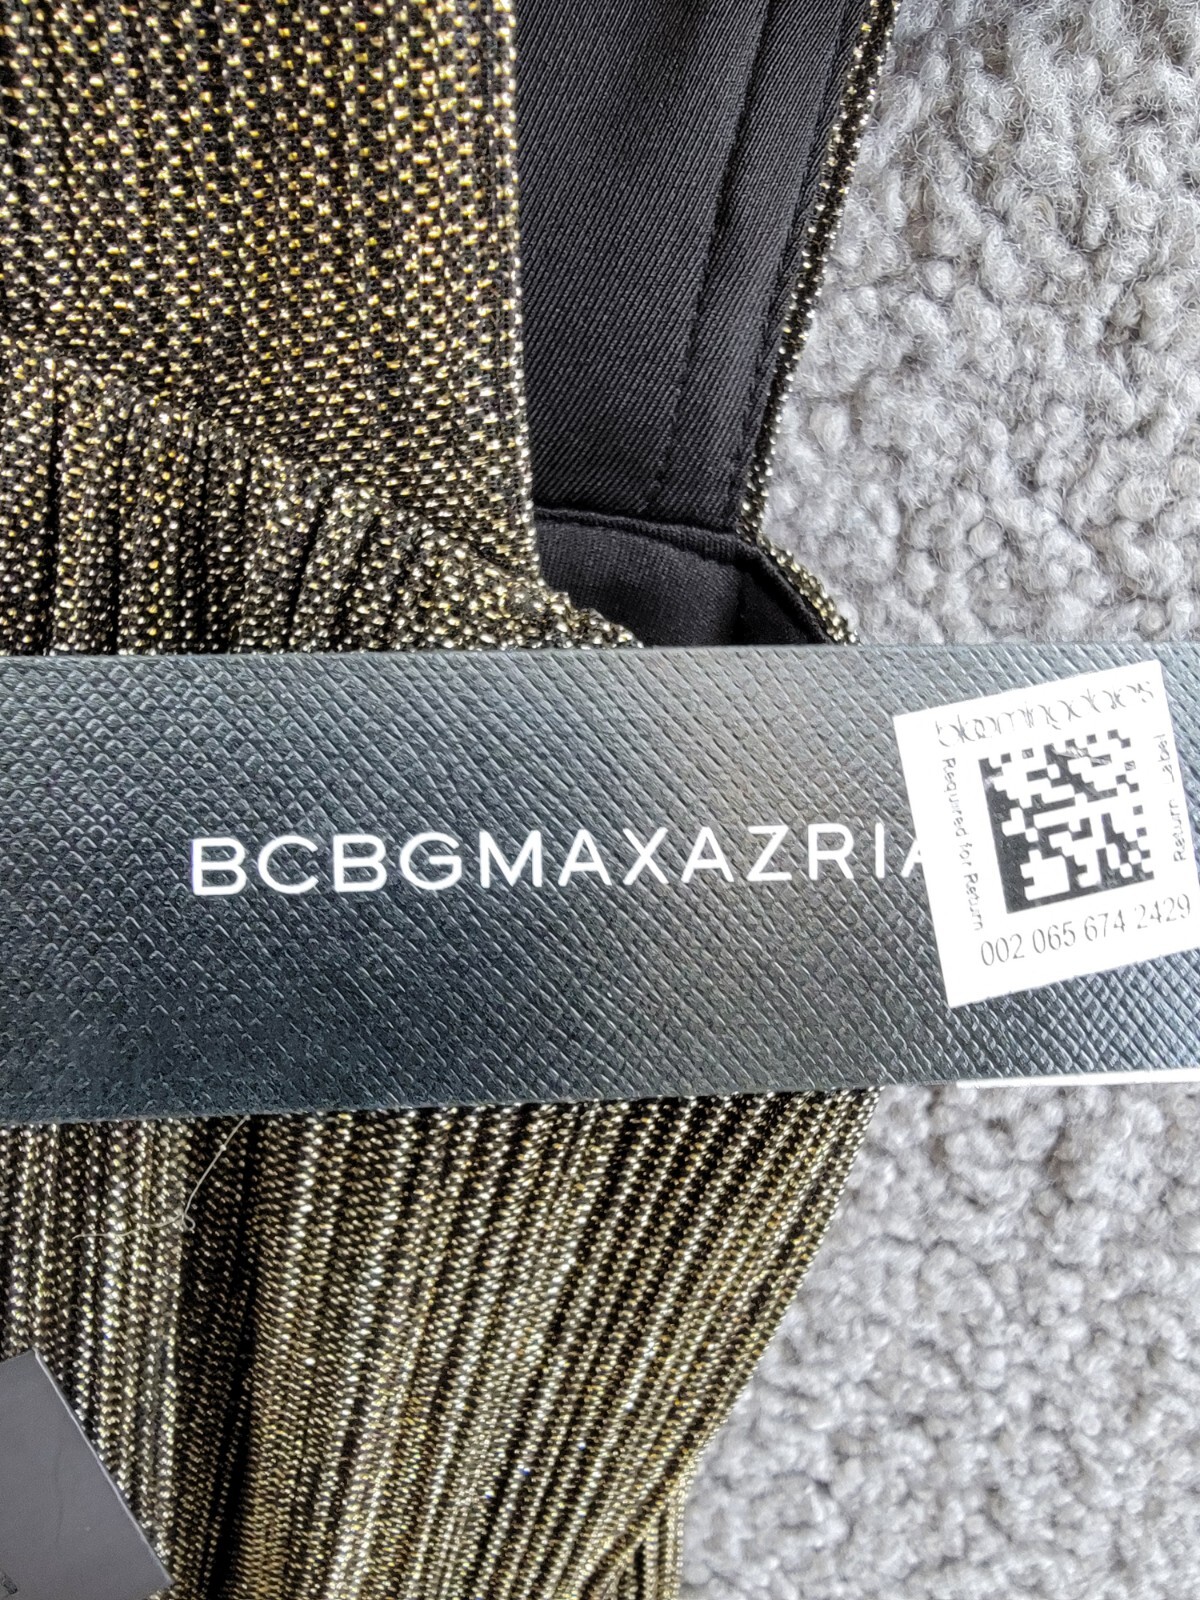 BCBGMAXAZRIA
bloomingdales
Required for Return
Return Label
002 065 674 2429